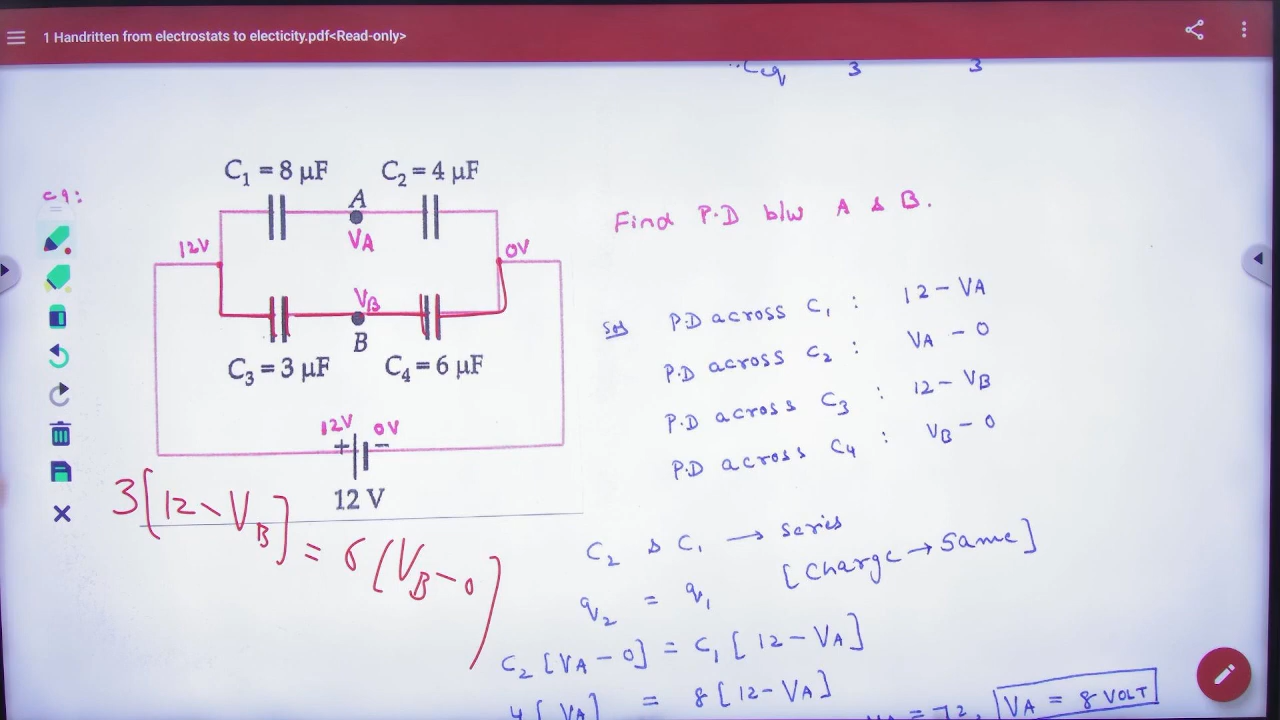 1 Handritten from electrostats to electicity.pdf<Read-only>
3 3
C₁ = 8 μF C₂ = 4 μF
A
VA
12V
0V
VB
B
C₃ = 3 μF C₄ = 6 μF
12V 0V
+ −
12 V
3[12-VB] = 6(VB-0)
Find P.D b/w A & B.
Sol P.D across C₁ : 12-VA
P.D across C₂ : VA-0
P.D across C₃ : 12-VB
P.D across C₄ : VB-0
C₂ & C₁ → series
q₂ = q₁ [Charge → Same]
C₂[VA-0] = C₁[12-VA]
4[VA] = 8[12-VA]
= 72, VA = 8 VOLT